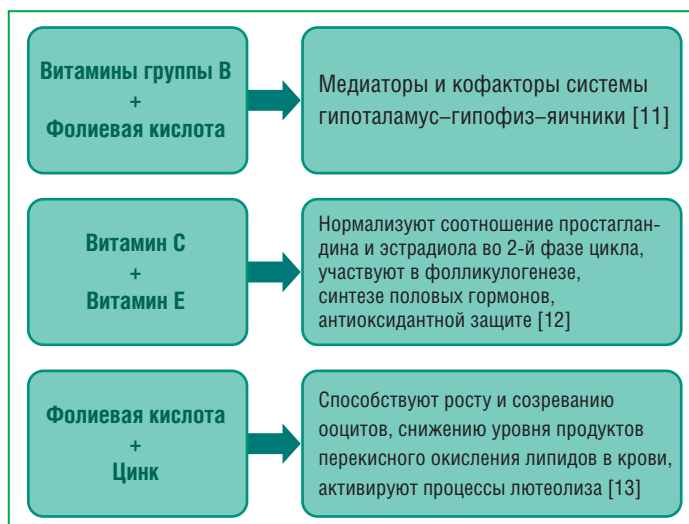 Витамины группы В
+
Фолиевая кислота
Медиаторы и кофакторы системы
гипоталамус–гипофиз–яичники [11]
Витамин С
+
Витамин Е
Нормализуют соотношение простаглан-
дина и эстрадиола во 2-й фазе цикла,
участвуют в фолликулогенезе,
синтезе половых гормонов,
антиоксидантной защите [12]
Фолиевая кислота
+
Цинк
Способствуют росту и созреванию
ооцитов, снижению уровня продуктов
перекисного окисления липидов в крови,
активируют процессы лютеолиза [13]